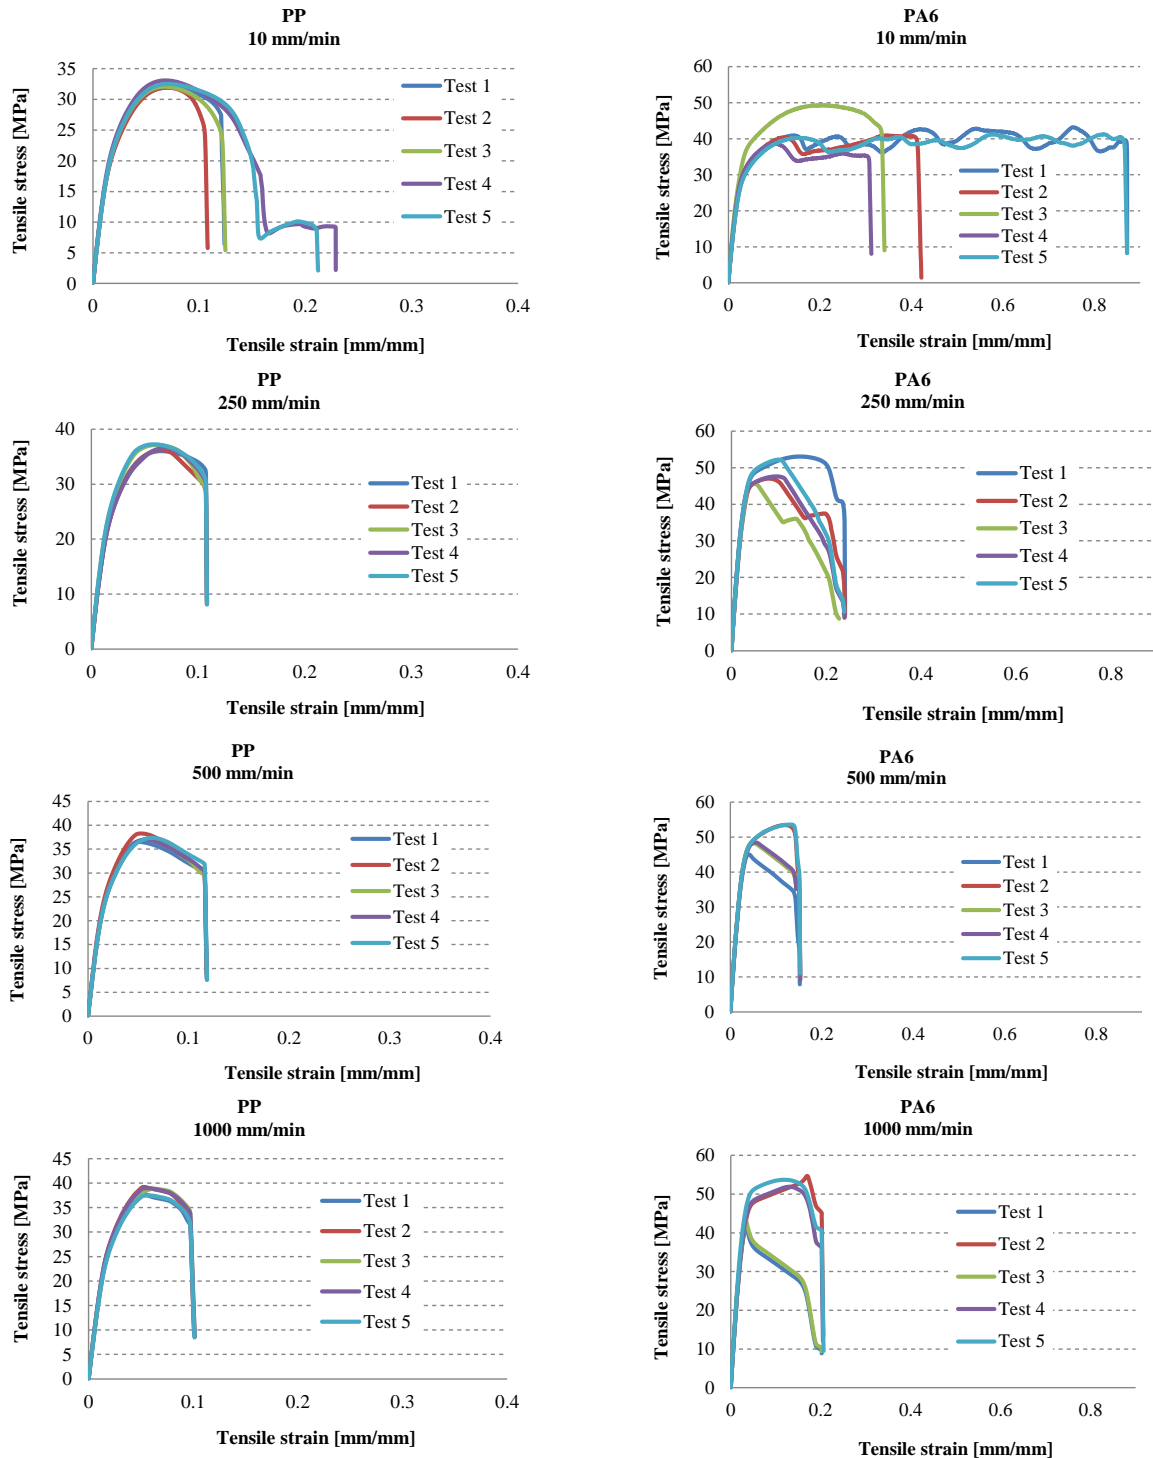 PP
10 mm/min
35
30
25
20
15
10
5
0
0
0.1
0.2
0.3
0.4
Tensile stress [MPa]
Tensile strain [mm/mm]
Test 1
Test 2
Test 3
Test 4
Test 5
PA6
10 mm/min
60
50
40
30
20
10
0
0
0.2
0.4
0.6
0.8
Tensile stress [MPa]
Tensile strain [mm/mm]
Test 1
Test 2
Test 3
Test 4
Test 5
PP
250 mm/min
40
30
20
10
0
0
0.1
0.2
0.3
0.4
Tensile stress [MPa]
Tensile strain [mm/mm]
Test 1
Test 2
Test 3
Test 4
Test 5
PA6
250 mm/min
60
50
40
30
20
10
0
0
0.2
0.4
0.6
0.8
Tensile stress [MPa]
Tensile strain [mm/mm]
Test 1
Test 2
Test 3
Test 4
Test 5
PP
500 mm/min
45
40
35
30
25
20
15
10
5
0
0
0.1
0.2
0.3
0.4
Tensile stress [MPa]
Tensile strain [mm/mm]
Test 1
Test 2
Test 3
Test 4
Test 5
PA6
500 mm/min
60
50
40
30
20
10
0
0
0.2
0.4
0.6
0.8
Tensile stress [MPa]
Tensile strain [mm/mm]
Test 1
Test 2
Test 3
Test 4
Test 5
PP
1000 mm/min
45
40
35
30
25
20
15
10
5
0
0
0.1
0.2
0.3
0.4
Tensile stress [MPa]
Tensile strain [mm/mm]
Test 1
Test 2
Test 3
Test 4
Test 5
PA6
1000 mm/min
60
50
40
30
20
10
0
0
0.2
0.4
0.6
0.8
Tensile stress [MPa]
Tensile strain [mm/mm]
Test 1
Test 2
Test 3
Test 4
Test 5